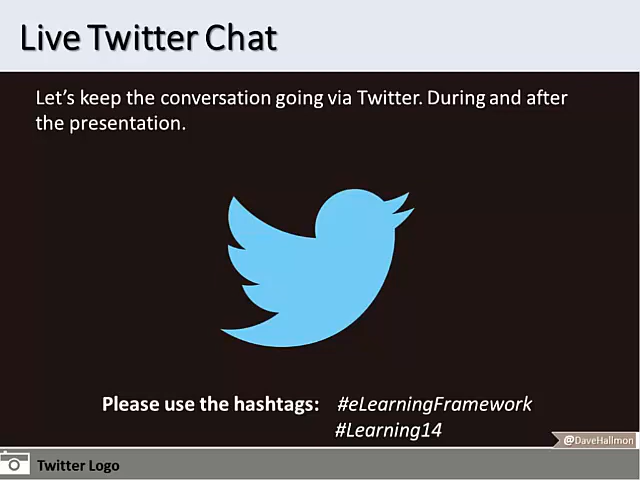 Live Twitter Chat
Let's keep the conversation going via Twitter. During and after
the presentation.
Please use the hashtags: #eLearningFramework
#Learning14
@DaveHallmon
Twitter Logo